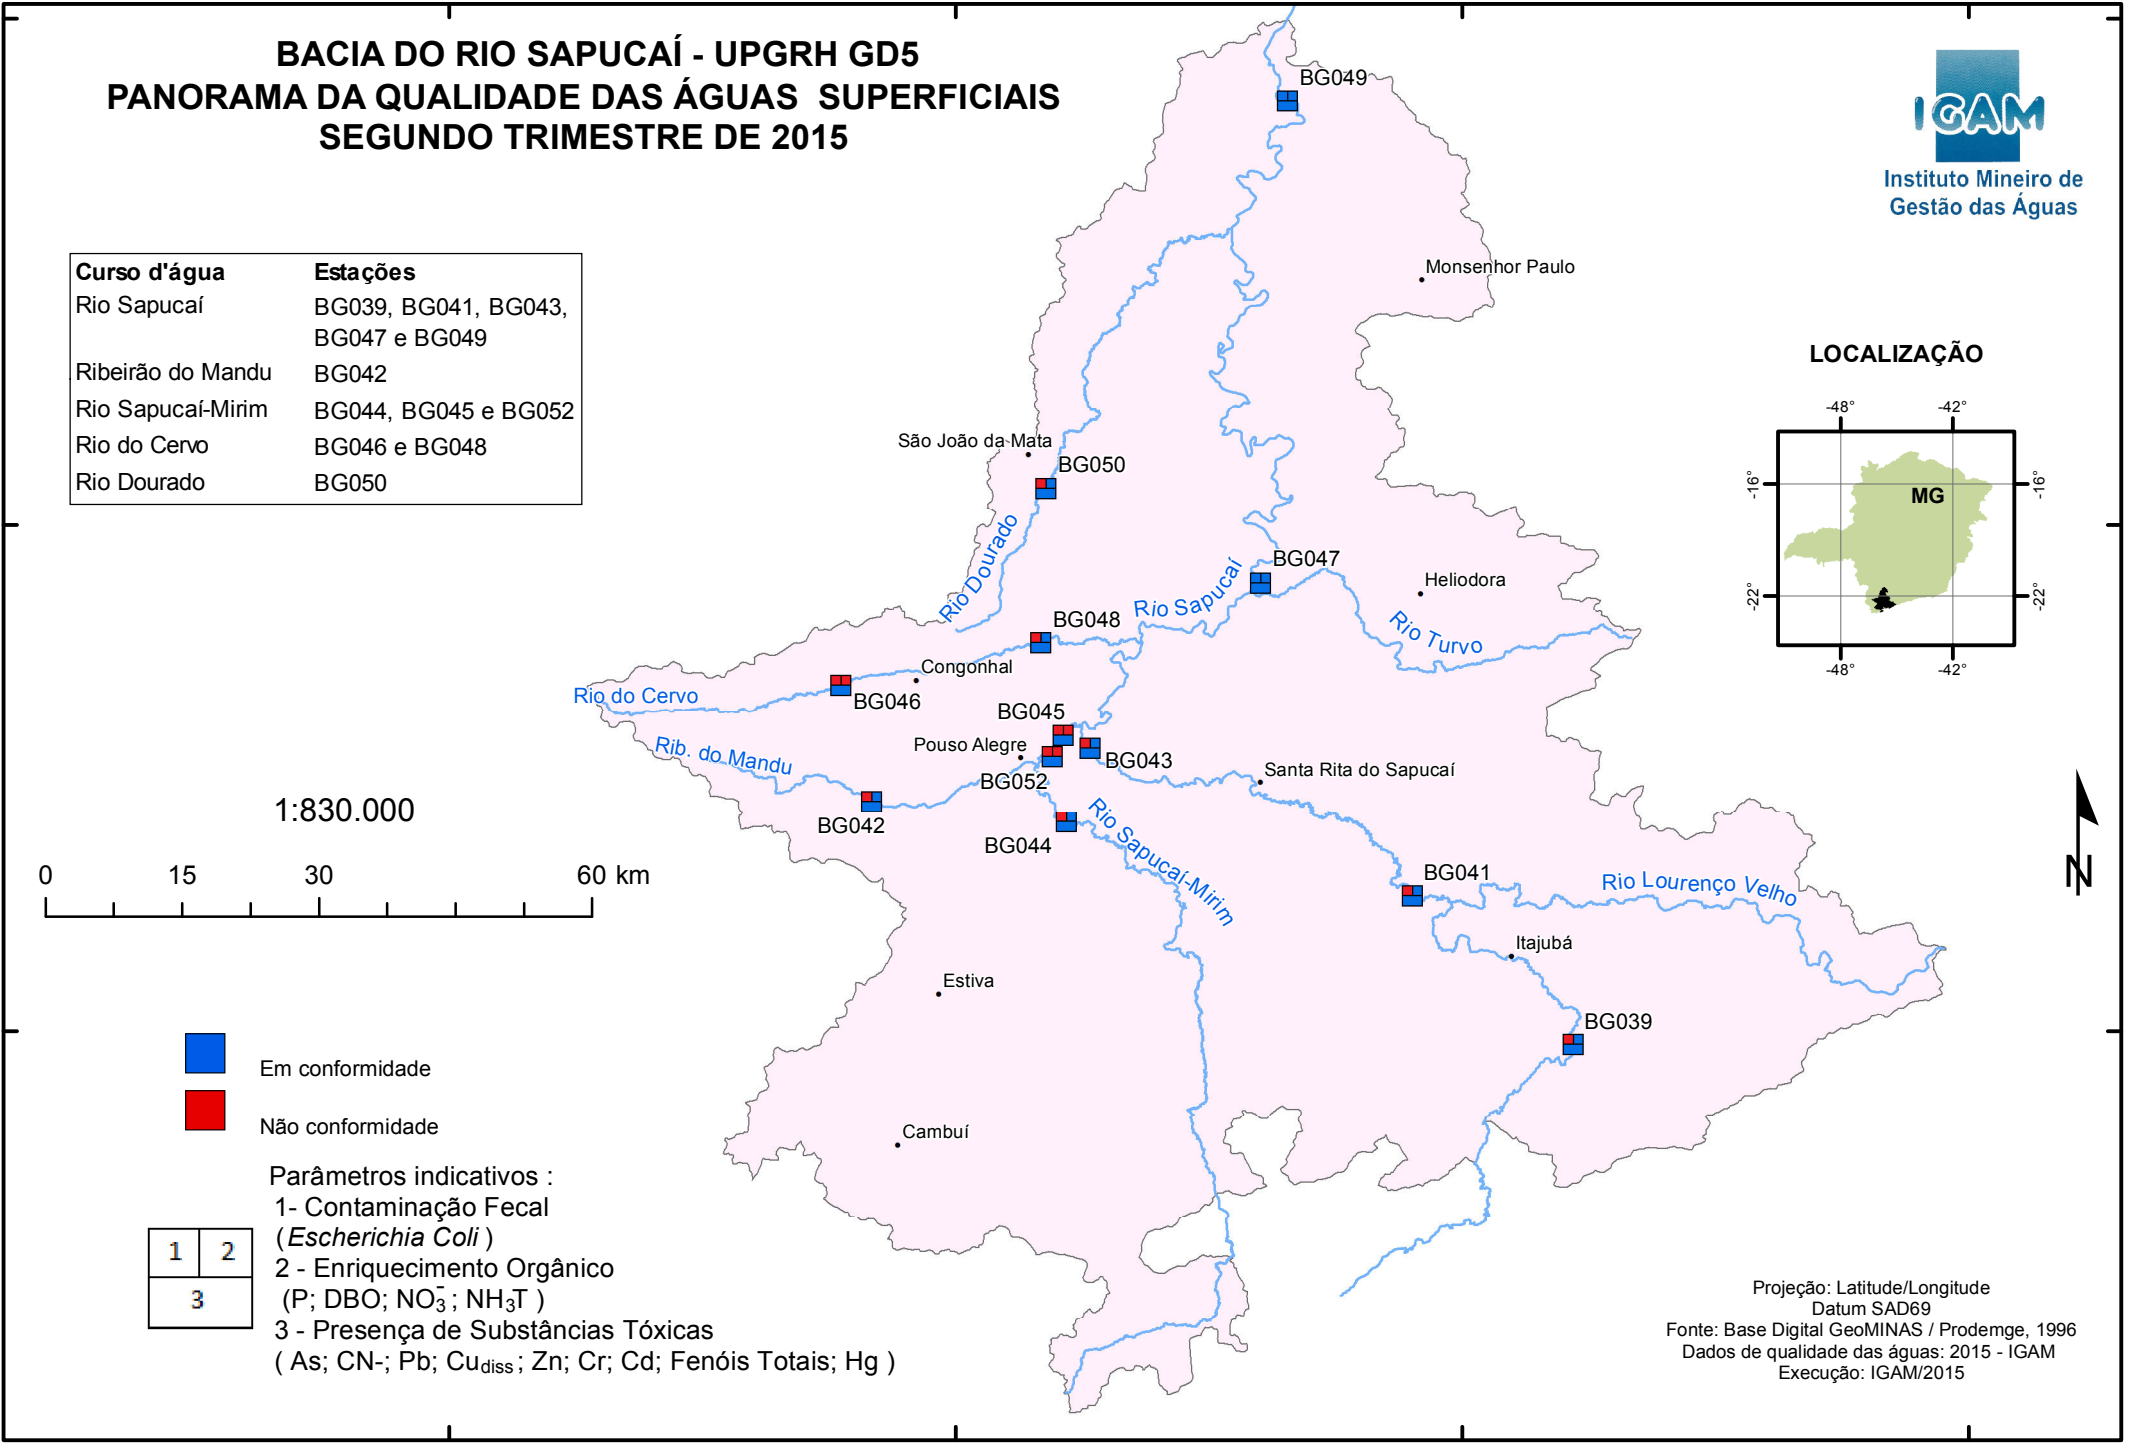 BACIA DO RIO SAPUCAÍ - UPGRH GD5
PANORAMA DA QUALIDADE DAS ÁGUAS SUPERFICIAIS
SEGUNDO TRIMESTRE DE 2015
IGAM
Instituto Mineiro de
Gestão das Águas
Curso d'água Estações
Rio Sapucaí BG039, BG041, BG043,
BG047 e BG049
Ribeirão do Mandu BG042
Rio Sapucaí-Mirim BG044, BG045 e BG052
Rio do Cervo BG046 e BG048
Rio Dourado BG050
LOCALIZAÇÃO
-48° -42°
-16° MG -16°
-22° -22°
-48° -42°
BG049
Monsenhor Paulo
São João da Mata
BG050
Rio Dourado
BG047
Heliodora
Rio Sapucaí
Rio Turvo
BG048
Congonhal
Rio do Cervo
BG046
BG045
Rib. do Mandu
Pouso Alegre
BG043
BG052
Santa Rita do Sapucaí
BG042
BG044
Rio Sapucaí-Mirim
BG041
Rio Lourenço Velho
Itajubá
Estiva
BG039
Cambuí
1:830.000
0 15 30 60 km
N
Em conformidade
Não conformidade
Parâmetros indicativos :
1- Contaminação Fecal
( Escherichia Coli )
2 - Enriquecimento Orgânico
(P; DBO; NO₃⁻; NH₃T )
3 - Presença de Substâncias Tóxicas
( As; CN-; Pb; Cudiss; Zn; Cr; Cd; Fenóis Totais; Hg )
1 2
3
Projeção: Latitude/Longitude
Datum SAD69
Fonte: Base Digital GeoMINAS / Prodemge, 1996
Dados de qualidade das águas: 2015 - IGAM
Execução: IGAM/2015